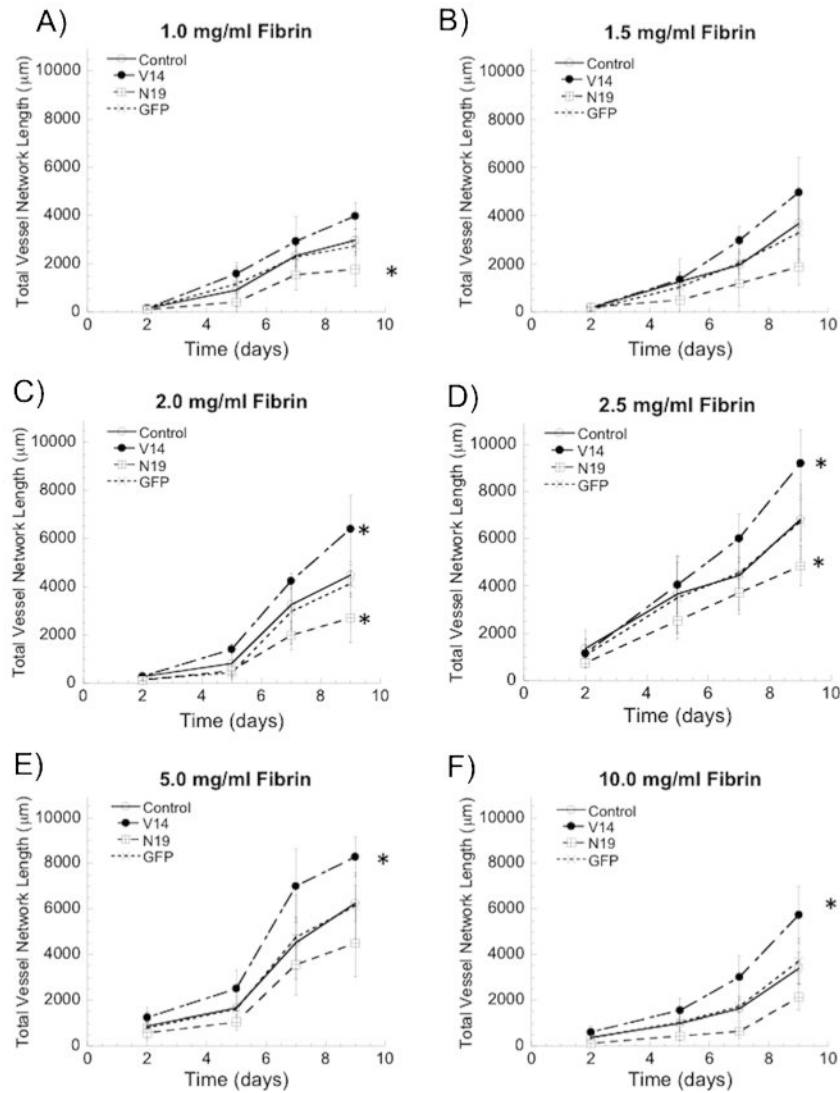 A)
1.0 mg/ml Fibrin
Total Vessel Network Length (μm)
10000
8000
6000
4000
2000
0
Control
V14
N19
GFP
*
0 2 4 6 8 10
Time (days)
B)
1.5 mg/ml Fibrin
Total Vessel Network Length (μm)
10000
8000
6000
4000
2000
0
Control
V14
N19
GFP
0 2 4 6 8 10
Time (days)
C)
2.0 mg/ml Fibrin
Total Vessel Network Length (μm)
10000
8000
6000
4000
2000
0
Control
V14
N19
GFP
*
*
0 2 4 6 8 10
Time (days)
D)
2.5 mg/ml Fibrin
Total Vessel Network Length (μm)
10000
8000
6000
4000
2000
0
Control
V14
N19
GFP
*
*
0 2 4 6 8 10
Time (days)
E)
5.0 mg/ml Fibrin
Total Vessel Network Length (μm)
10000
8000
6000
4000
2000
0
Control
V14
N19
GFP
*
0 2 4 6 8 10
Time (days)
F)
10.0 mg/ml Fibrin
Total Vessel Network Length (μm)
10000
8000
6000
4000
2000
0
Control
V14
N19
GFP
*
0 2 4 6 8 10
Time (days)